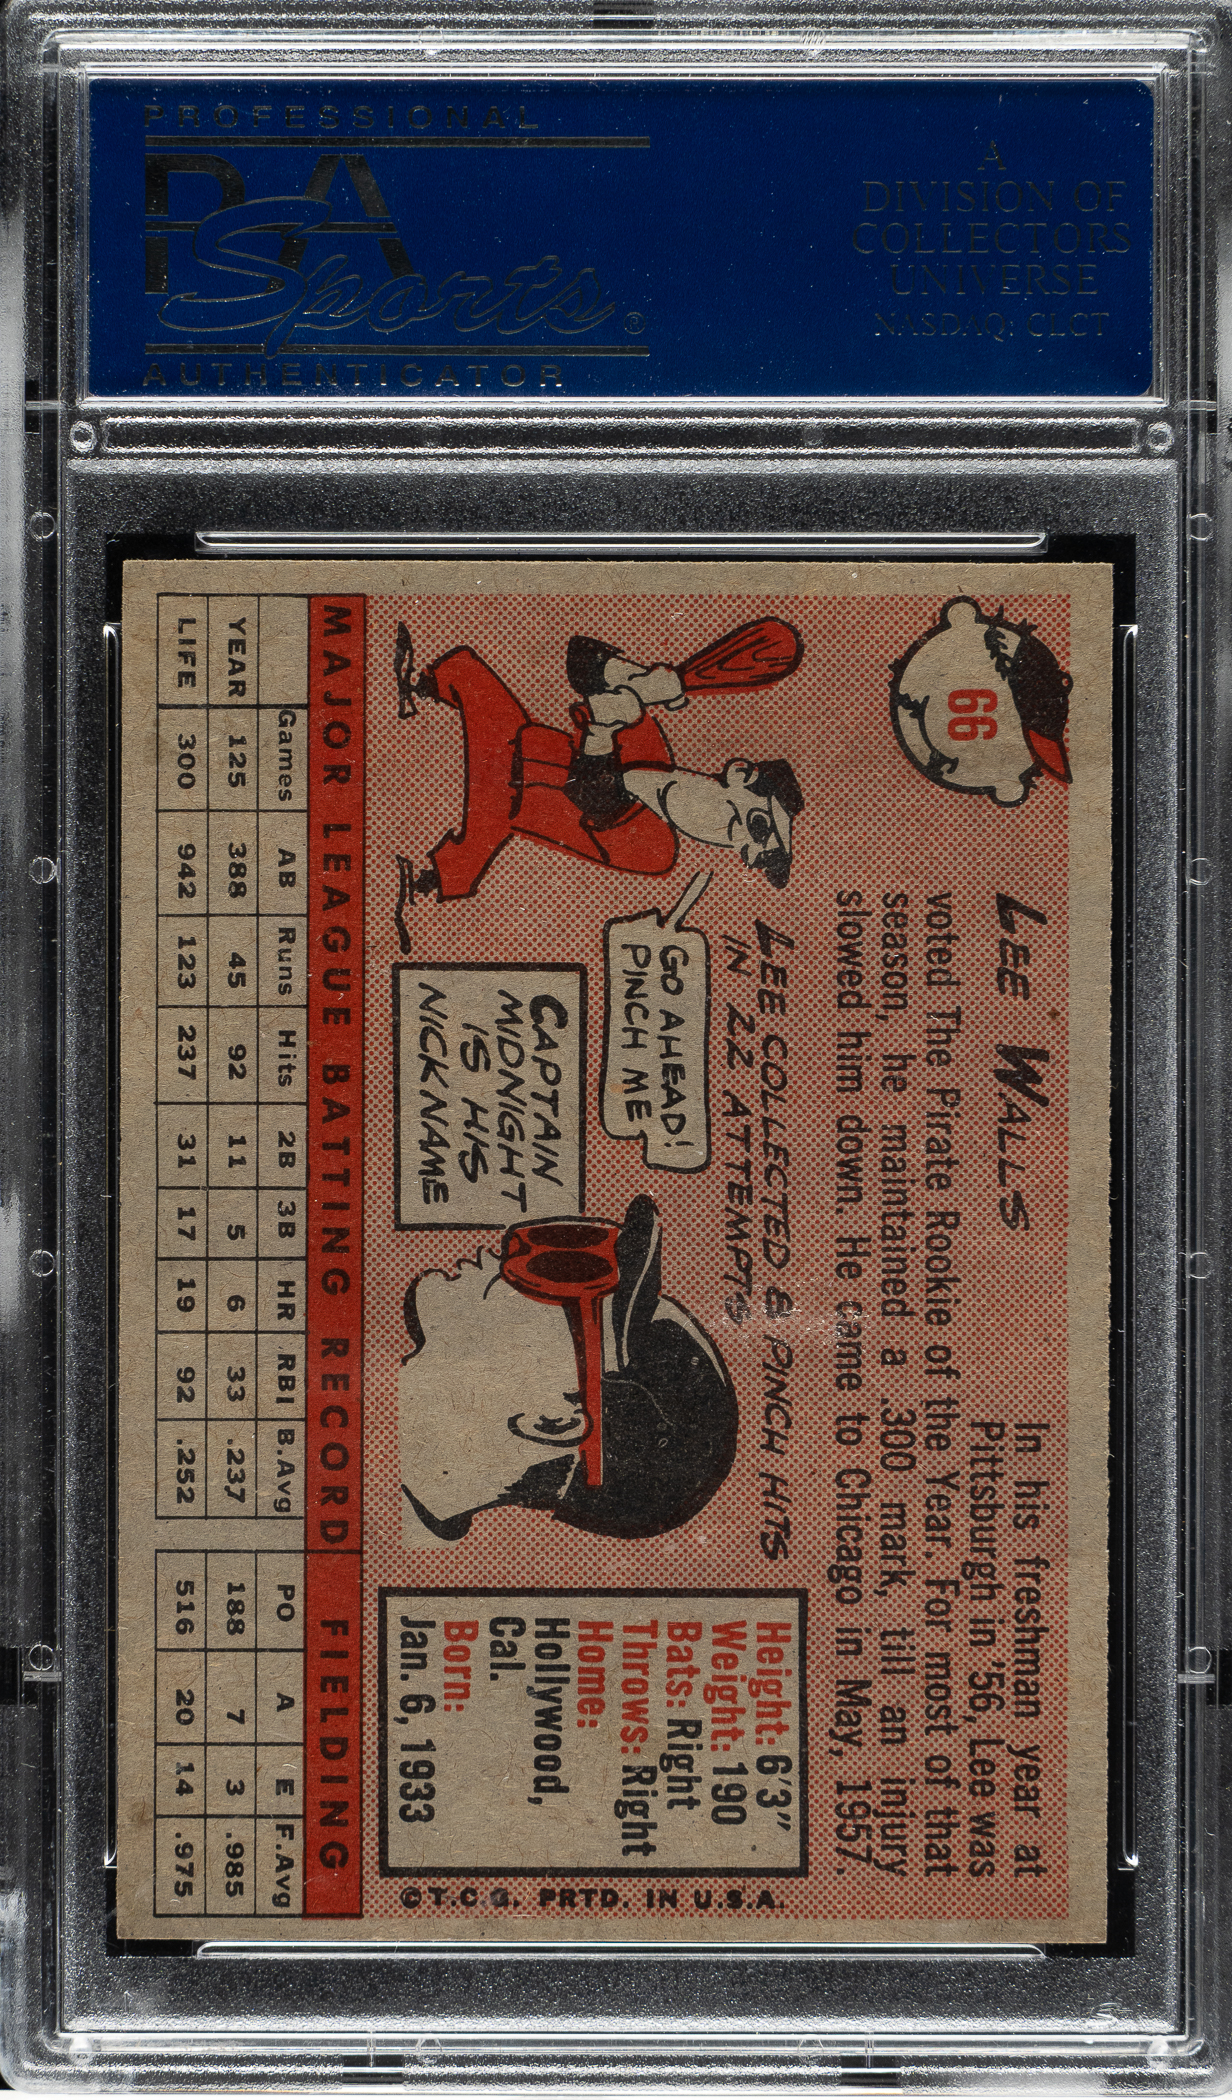 PROFESSIONAL
PSA
Sports®
AUTHENTICATOR
A
DIVISION OF
COLLECTORS
UNIVERSE
NASDAQ: CLCT
66
LEE WALLS
In his freshman year at
Pittsburgh in '56, Lee was
voted The Pirate Rookie of the Year. For most of that
season, he maintained a .300 mark, till an injury
slowed him down. He came to Chicago in May, 1957.
LEE COLLECTED 8 PINCH HITS
IN 22 ATTEMPTS
GO AHEAD!
PINCH ME
CAPTAIN
MIDNIGHT
IS HIS
NICKNAME
Height: 6'3"
Weight: 190
Bats: Right
Throws: Right
Home:
Hollywood,
Cal.
Born:
Jan. 6, 1933
©T.C.G. PRTD. IN U.S.A.
MAJOR LEAGUE BATTING RECORD FIELDING
Games AB Runs Hits 2B 3B HR RBI B.Avg PO A E F.Avg
YEAR 125 388 45 92 11 5 6 33 .237 188 7 3 .985
LIFE 300 942 123 237 31 17 19 92 .252 516 20 14 .975